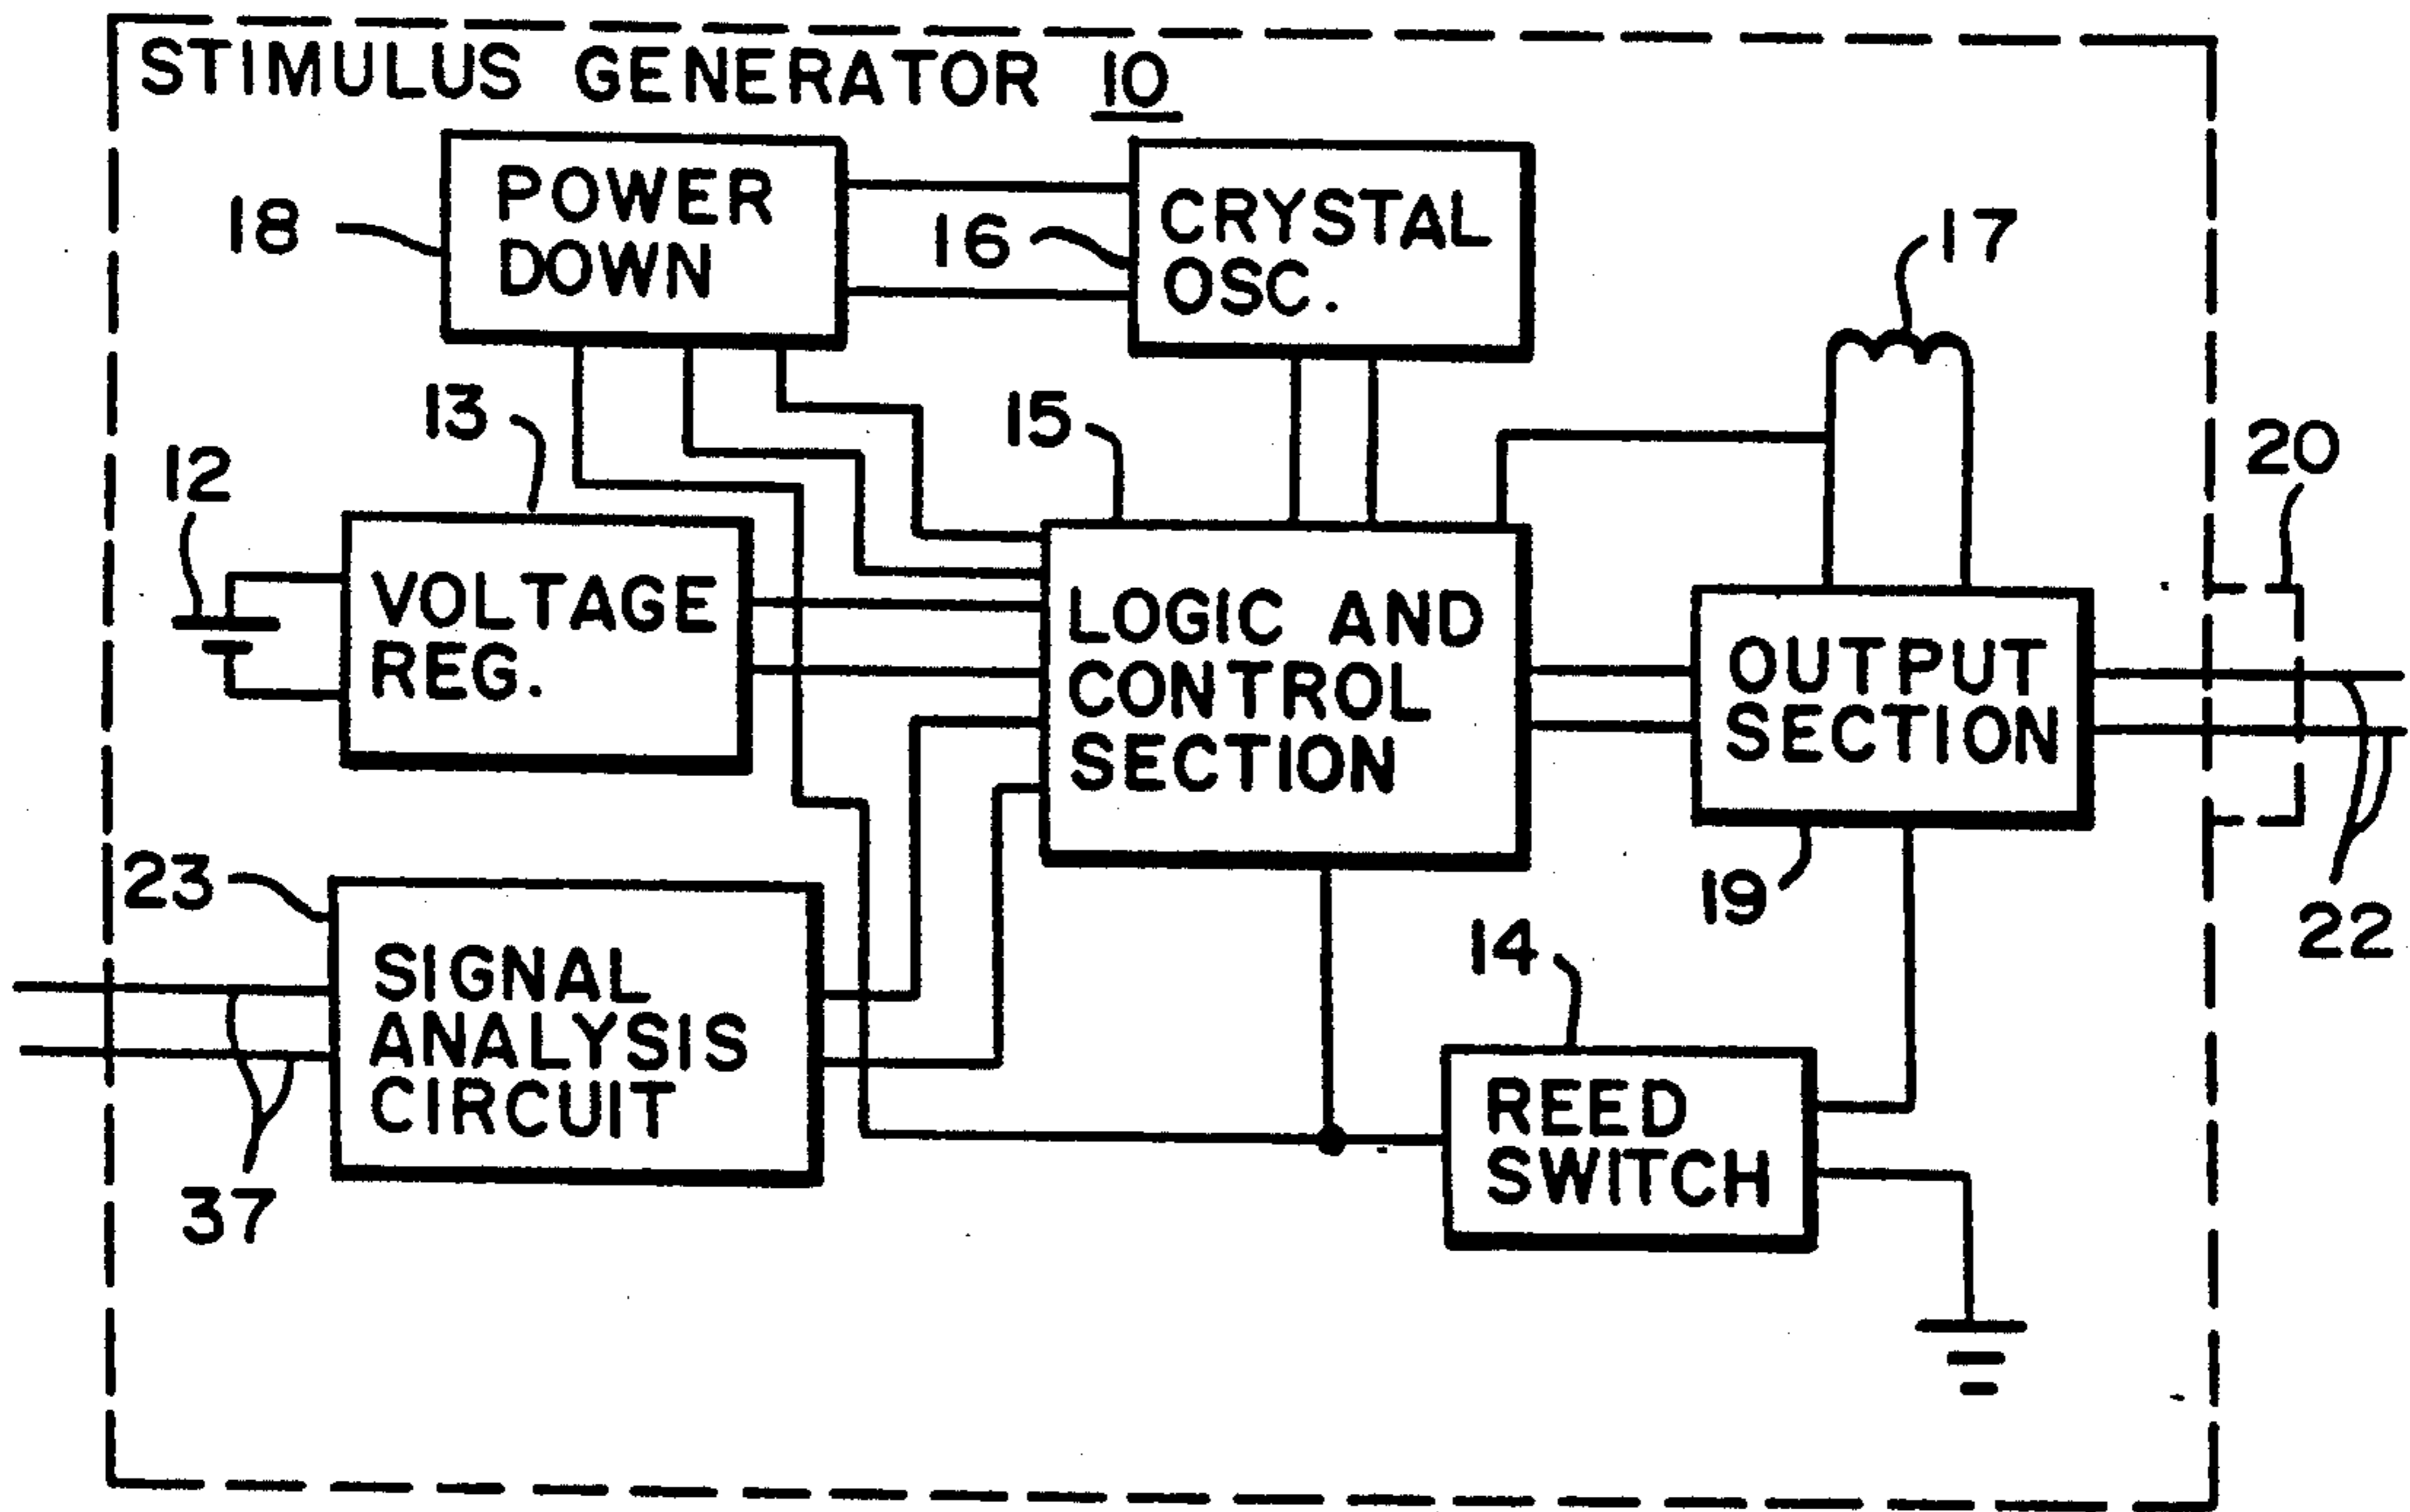 STIMULUS GENERATOR 10
POWER
DOWN
18
16
CRYSTAL
OSC.
17
13
15
12
20
VOLTAGE
REG.
LOGIC AND
CONTROL
SECTION
OUTPUT
SECTION
23
19
22
14
SIGNAL
ANALYSIS
CIRCUIT
REED
SWITCH
37